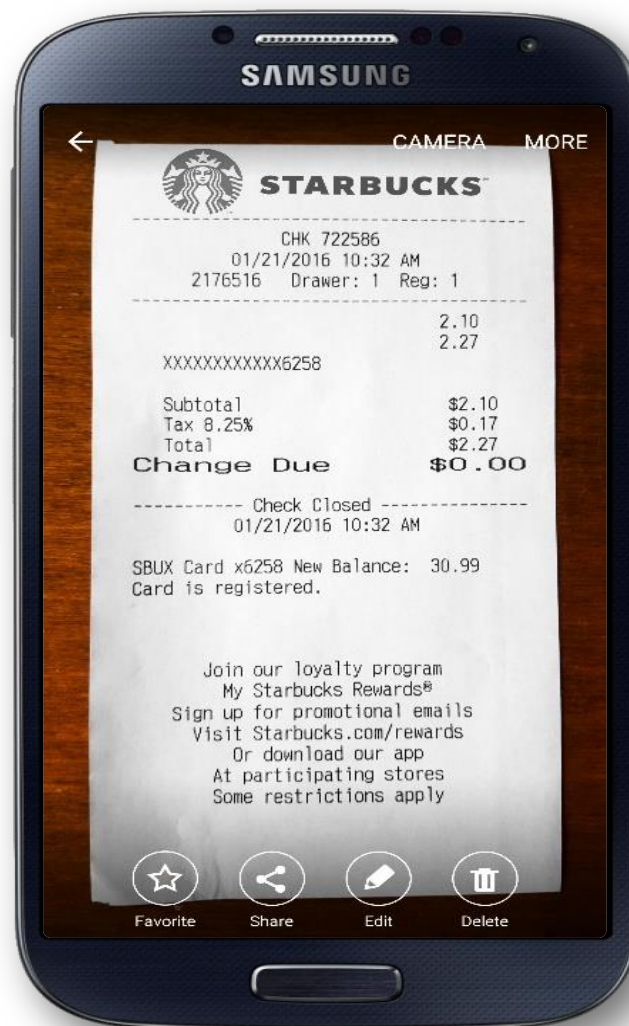 SAMSUNG
CAMERA MORE
STARBUCKS
CHK 722586
01/21/2016 10:32 AM
2176516 Drawer: 1 Reg: 1
2.10
2.27
XXXXXXXXXXXX6258
Subtotal $2.10
Tax 8.25% $0.17
Total $2.27
Change Due $0.00
----------- Check Closed --------------
01/21/2016 10:32 AM
SBUX Card x6258 New Balance: 30.99
Card is registered.
Join our loyalty program
My Starbucks Rewards®
Sign up for promotional emails
Visit Starbucks.com/rewards
Or download our app
At participating stores
Some restrictions apply
Favorite Share Edit Delete